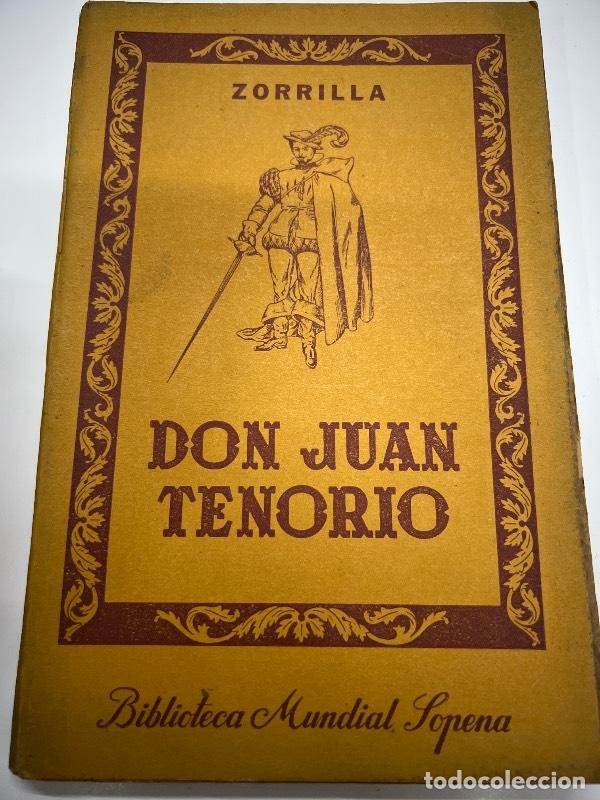 ZORRILLA
DON JUAN
TENORIO
Biblioteca Mundial Sopena
todocoleccion